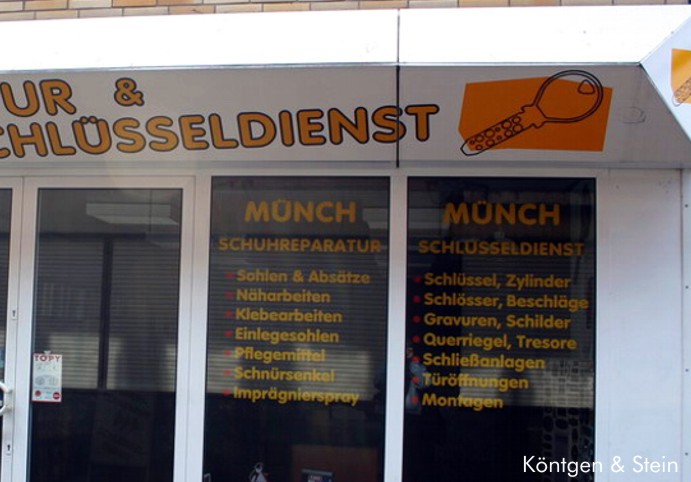 UR &
CHLÜSSELDIENST
MÜNCH
SCHUHREPARATUR
Sohlen & Absätze
Näharbeiten
Klebearbeiten
Einlegesohlen
Pflegemittel
Schnürsenkel
Imprägnierspray
MÜNCH
SCHLÜSSELDIENST
Schlüssel, Zylinder
Schlösser, Beschläge
Gravuren, Schilder
Querriegel, Tresore
Schließanlagen
Türöffnungen
Montagen
TOPY
Köntgen & Stein